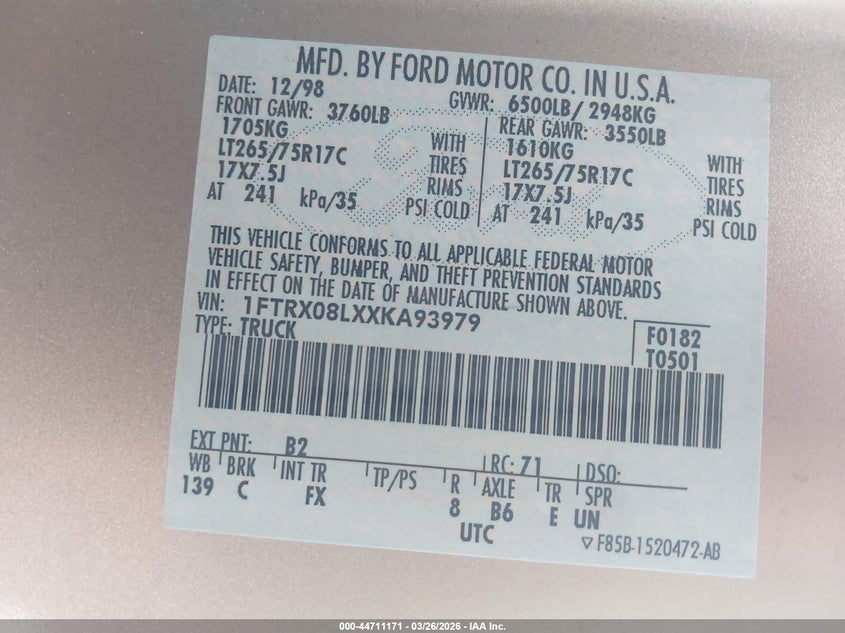 MFD. BY FORD MOTOR CO. IN U.S.A.
DATE: 12/98 GVWR: 6500LB/ 2948KG
FRONT GAWR: 3760LB REAR GAWR: 3550LB
1705KG WITH 1610KG WITH
LT265/75R17C TIRES LT265/75R17C TIRES
17X7.5J RIMS 17X7.5J RIMS
AT 241 kPa/35 PSI COLD AT 241 kPa/35 PSI COLD
THIS VEHICLE CONFORMS TO ALL APPLICABLE FEDERAL MOTOR
VEHICLE SAFETY, BUMPER, AND THEFT PREVENTION STANDARDS
IN EFFECT ON THE DATE OF MANUFACTURE SHOWN ABOVE.
VIN: 1FTRX08LXXKA93979
TYPE: TRUCK
F0182
T0501
EXT PNT: B2 RC: 71 DSO:
WB BRK INT TR TP/PS R AXLE TR SPR
139 C FX 8 B6 E UN
UTC
▽F85B-1520472-AB
000-44711171 - 03/26/2026 - IAA Inc.